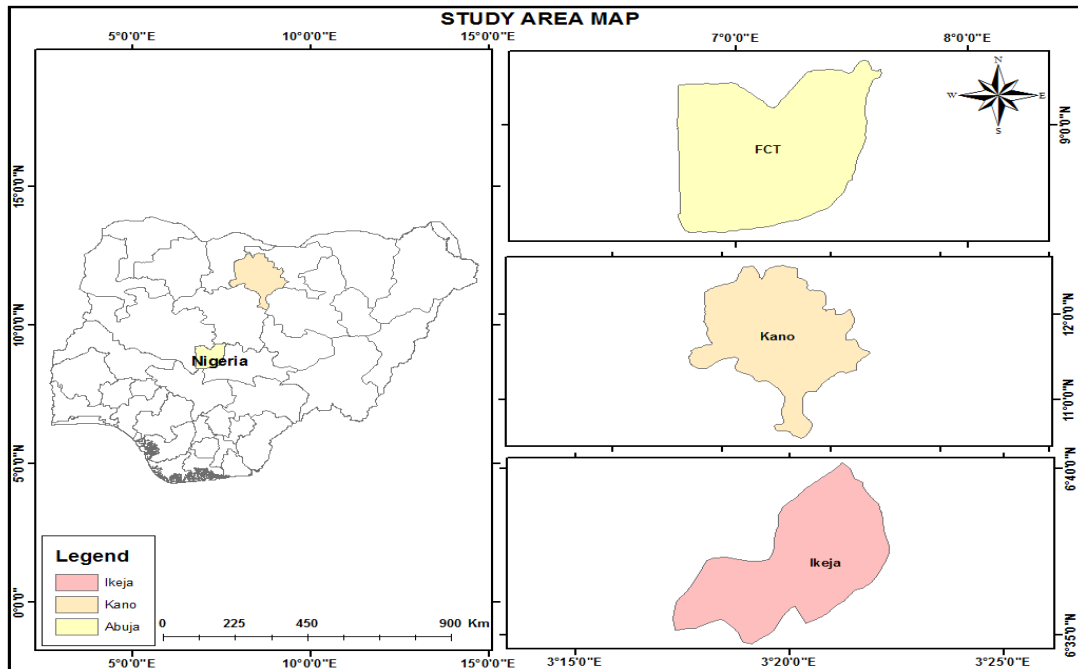 STUDY AREA MAP
5°0'0"E 10°0'0"E 15°0'0"E
15°0'0"N
10°0'0"N
5°0'0"N
0°0'0"
Nigeria
Legend
Ikeja
Kano
Abuja
0 225 450 900 Km
5°0'0"E 10°0'0"E 15°0'0"E
7°0'0"E 8°0'0"E
N
W E
S
9°0'0"N
FCT
12°0'0"N
Kano
11°0'0"N
6°40'0"N
Ikeja
6°35'0"N
3°15'0"E 3°20'0"E 3°25'0"E